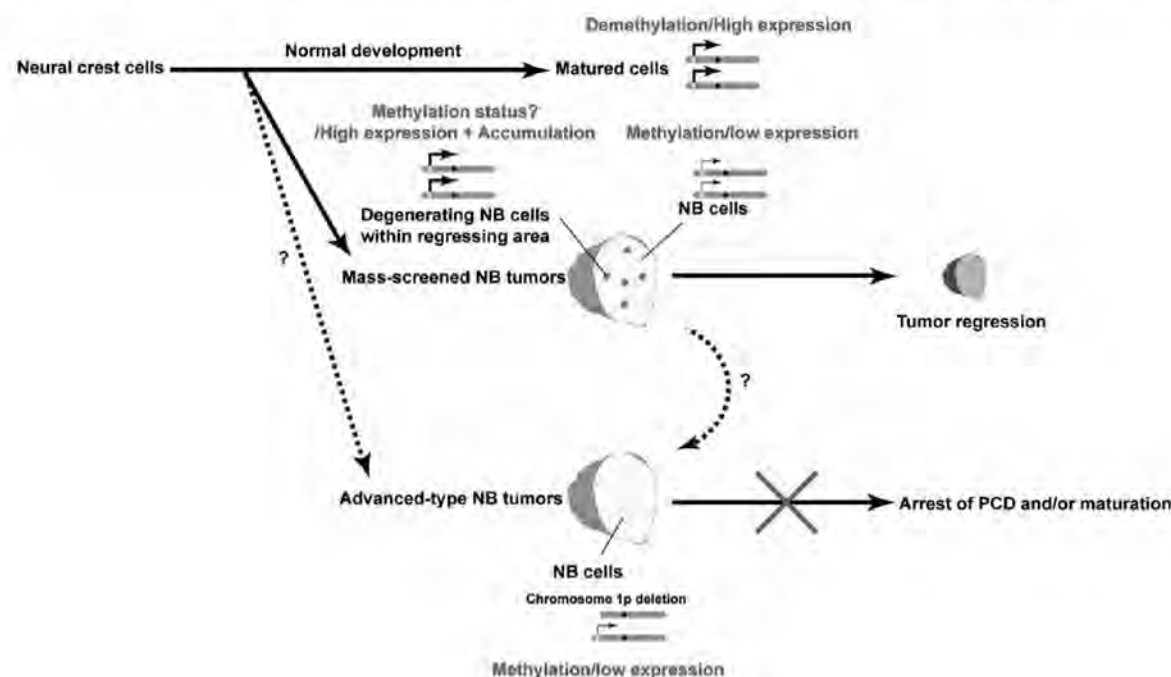 Demethylation/High expression
Normal development
Neural crest cells
Matured cells
Methylation status?
/High expression + Accumulation
Methylation/low expression
Degenerating NB cells
within regressing area
NB cells
?
Mass-screened NB tumors
Tumor regression
?
Advanced-type NB tumors
Arrest of PCD and/or maturation
NB cells
Chromosome 1p deletion
Methylation/low expression